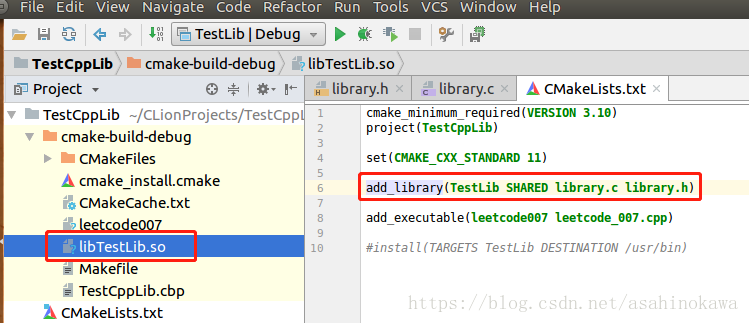 File Edit View Navigate Code Refactor Run Tools VCS Window Help
TestLib | Debug
TestCppLib cmake-build-debug libTestLib.so
Project
library.h library.c CMakeLists.txt
TestCppLib ~/CLionProjects/TestCppL
cmake-build-debug
CMakeFiles
cmake_install.cmake
CMakeCache.txt
leetcode007
libTestLib.so
Makefile
TestCppLib.cbp
CMakeLists.txt
1 cmake_minimum_required(VERSION 3.10)
2 project(TestCppLib)
3
4 set(CMAKE_CXX_STANDARD 11)
5
6 add_library(TestLib SHARED library.c library.h)
7
8 add_executable(leetcode007 leetcode_007.cpp)
9
10 #install(TARGETS TestLib DESTINATION /usr/bin)
https://blog.csdn.net/asahinokawa